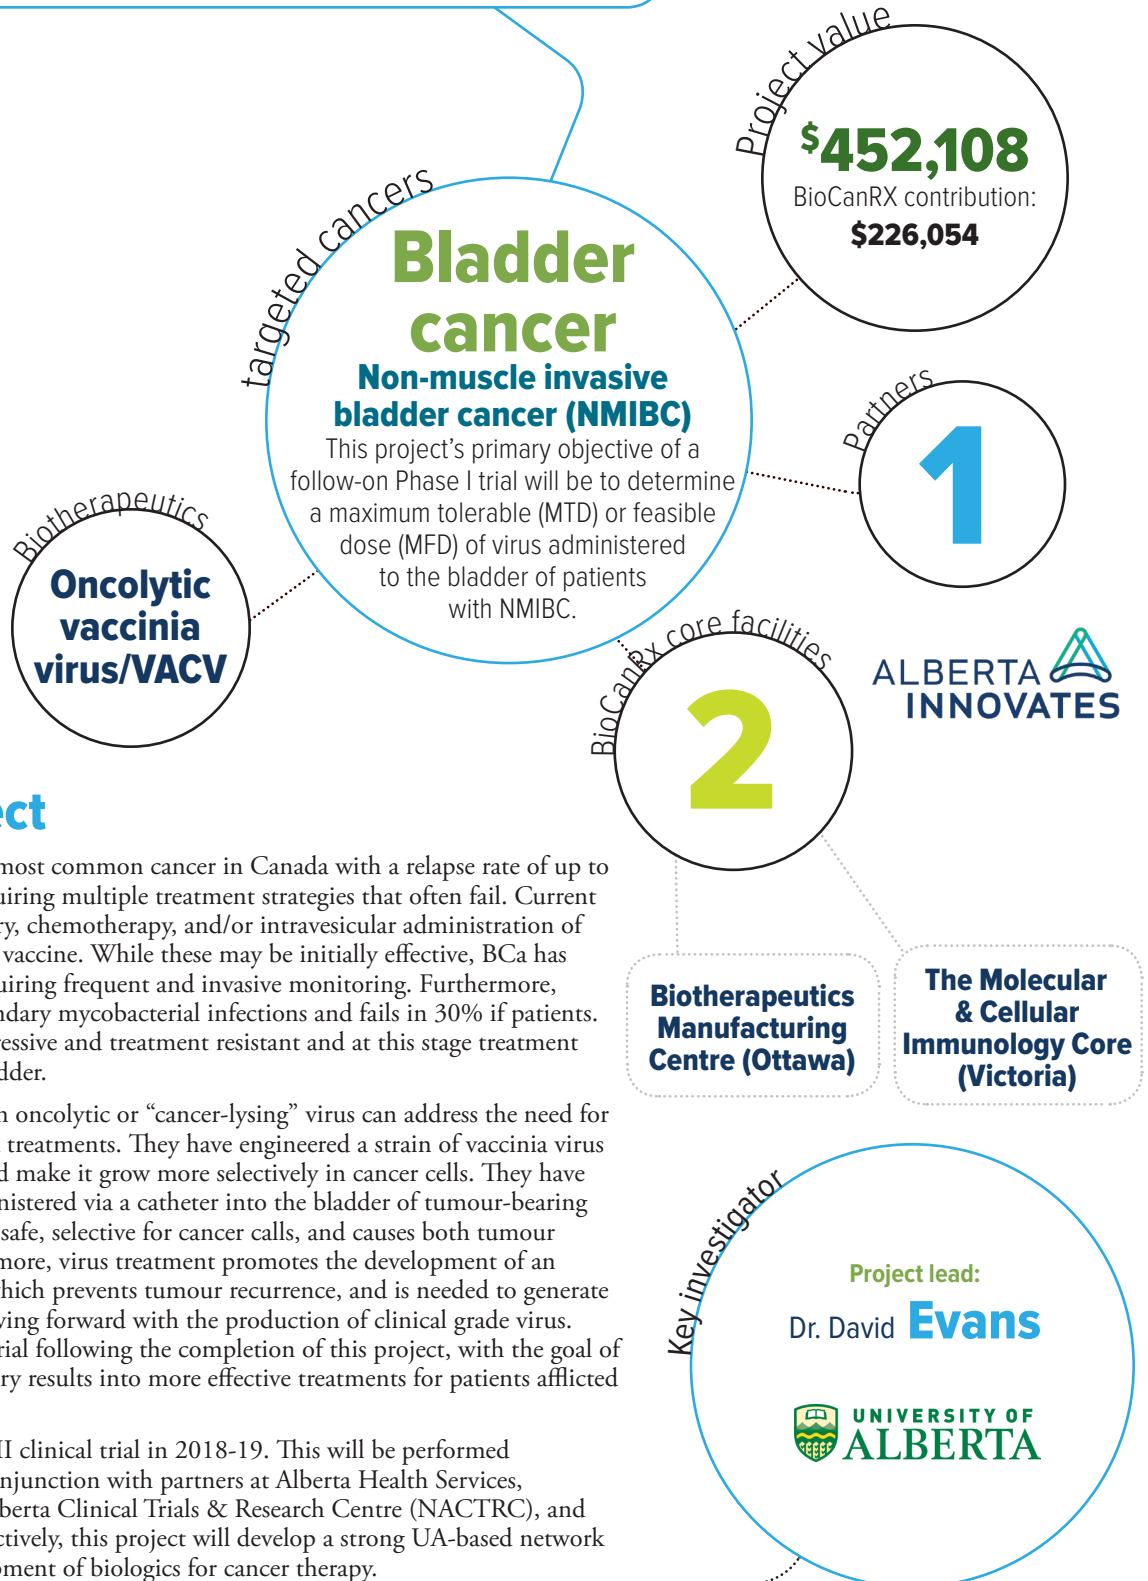 Project value
$452,108
BioCanRX contribution:
$226,054
targeted cancers
Bladder
cancer
Non-muscle invasive
bladder cancer (NMIBC)
This project's primary objective of a
follow-on Phase I trial will be to determine
a maximum tolerable (MTD) or feasible
dose (MFD) of virus administered
to the bladder of patients
with NMIBC.
Partners
1
ALBERTA
INNOVATES
Biotherapeutics
Oncolytic
vaccinia
virus/VACV
BioCanRx core facilities
2
Biotherapeutics
Manufacturing
Centre (Ottawa)
The Molecular
& Cellular
Immunology Core
(Victoria)
ect
most common cancer in Canada with a relapse rate of up to
uiring multiple treatment strategies that often fail. Current
ry, chemotherapy, and/or intravesicular administration of
vaccine. While these may be initially effective, BCa has
uiring frequent and invasive monitoring. Furthermore,
ndary mycobacterial infections and fails in 30% if patients.
ressive and treatment resistant and at this stage treatment
dder.
n oncolytic or “cancer-lysing” virus can address the need for
treatments. They have engineered a strain of vaccinia virus
d make it grow more selectively in cancer cells. They have
nistered via a catheter into the bladder of tumour-bearing
safe, selective for cancer calls, and causes both tumour
more, virus treatment promotes the development of an
which prevents tumour recurrence, and is needed to generate
ving forward with the production of clinical grade virus.
rial following the completion of this project, with the goal of
ry results into more effective treatments for patients afflicted
II clinical trial in 2018-19. This will be performed
onjunction with partners at Alberta Health Services,
berta Clinical Trials & Research Centre (NACTRC), and
ectively, this project will develop a strong UA-based network
pment of biologics for cancer therapy.
Key investigator
Project lead:
Dr. David Evans
UNIVERSITY OF
ALBERTA